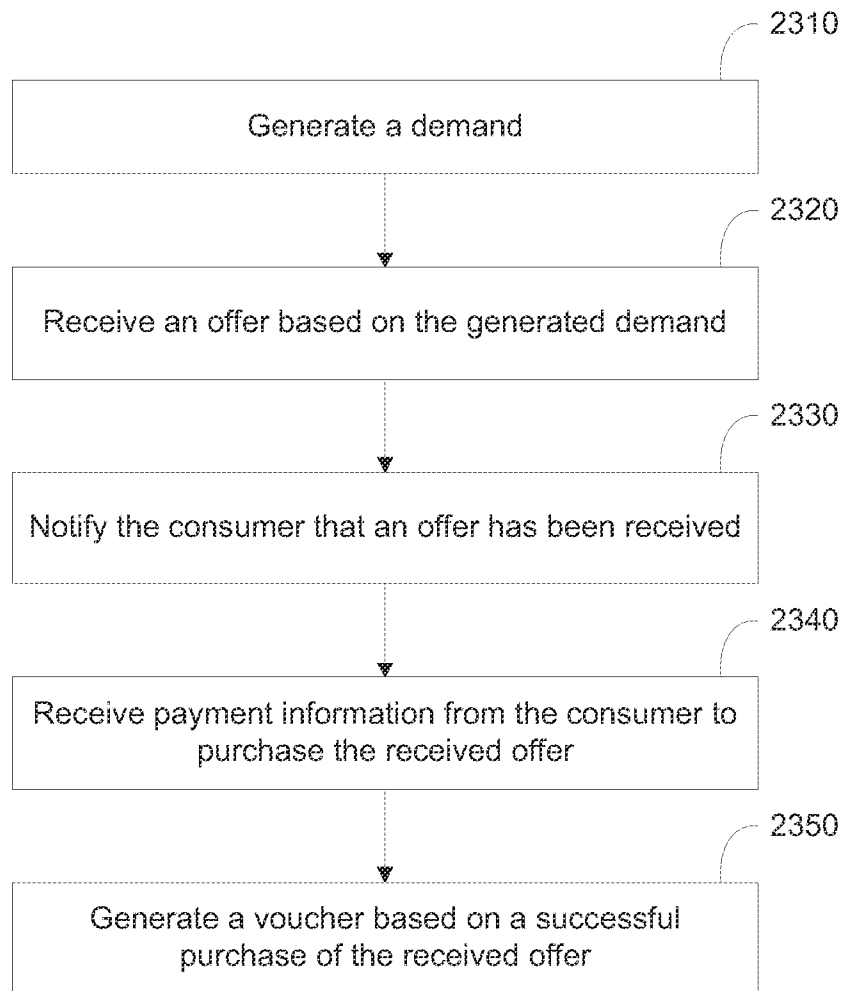 2310
Generate a demand
2320
Receive an offer based on the generated demand
2330
Notify the consumer that an offer has been received
2340
Receive payment information from the consumer to
purchase the received offer
2350
Generate a voucher based on a successful
purchase of the received offer